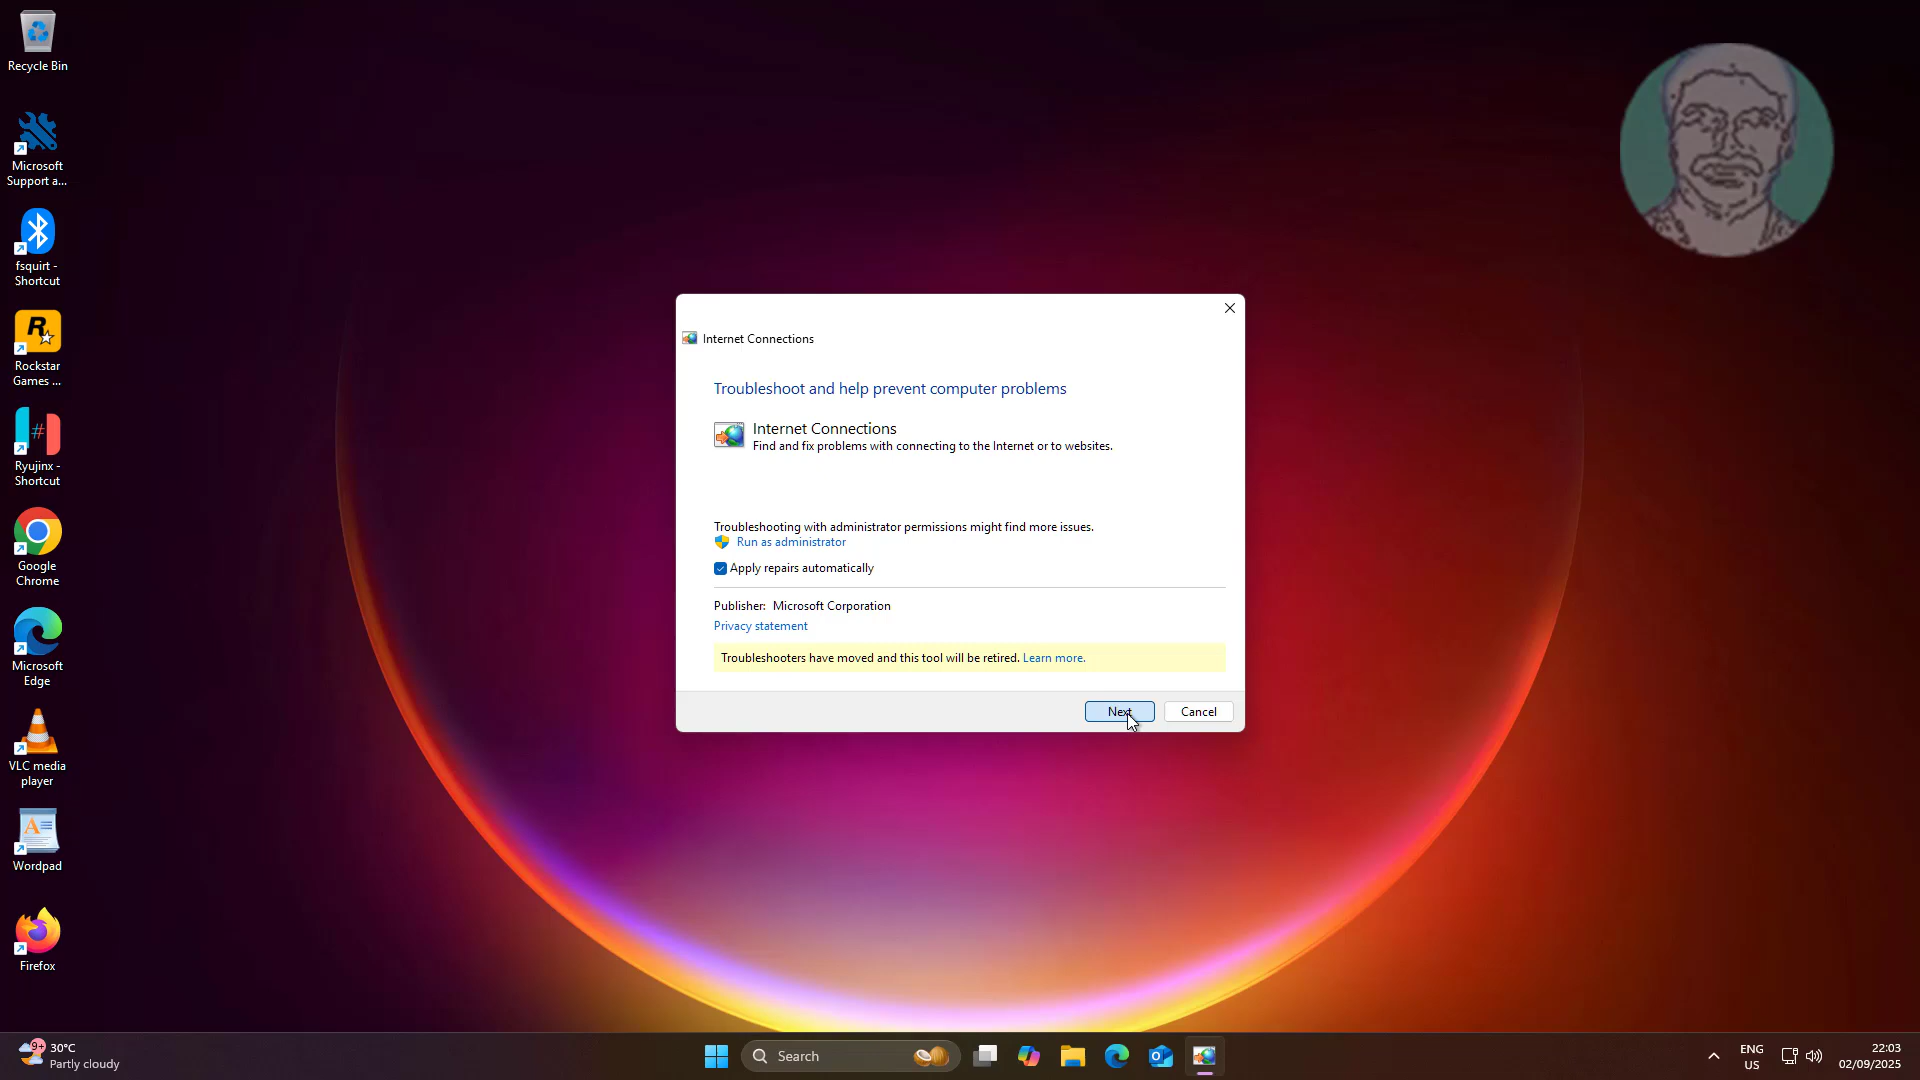 Recycle Bin
Microsoft
Support a...
fsquirt -
Shortcut
Rockstar
Games ...
Ryujinx -
Shortcut
Google
Chrome
Microsoft
Edge
VLC media
player
Wordpad
Firefox
Internet Connections
Troubleshoot and help prevent computer problems
Internet Connections
Find and fix problems with connecting to the Internet or to websites.
Troubleshooting with administrator permissions might find more issues.
Run as administrator
Apply repairs automatically
Publisher: Microsoft Corporation
Privacy statement
Troubleshooters have moved and this tool will be retired. Learn more.
Next
Cancel
9+
30°C
Partly cloudy
Search
ENG
US
22:03
02/09/2025